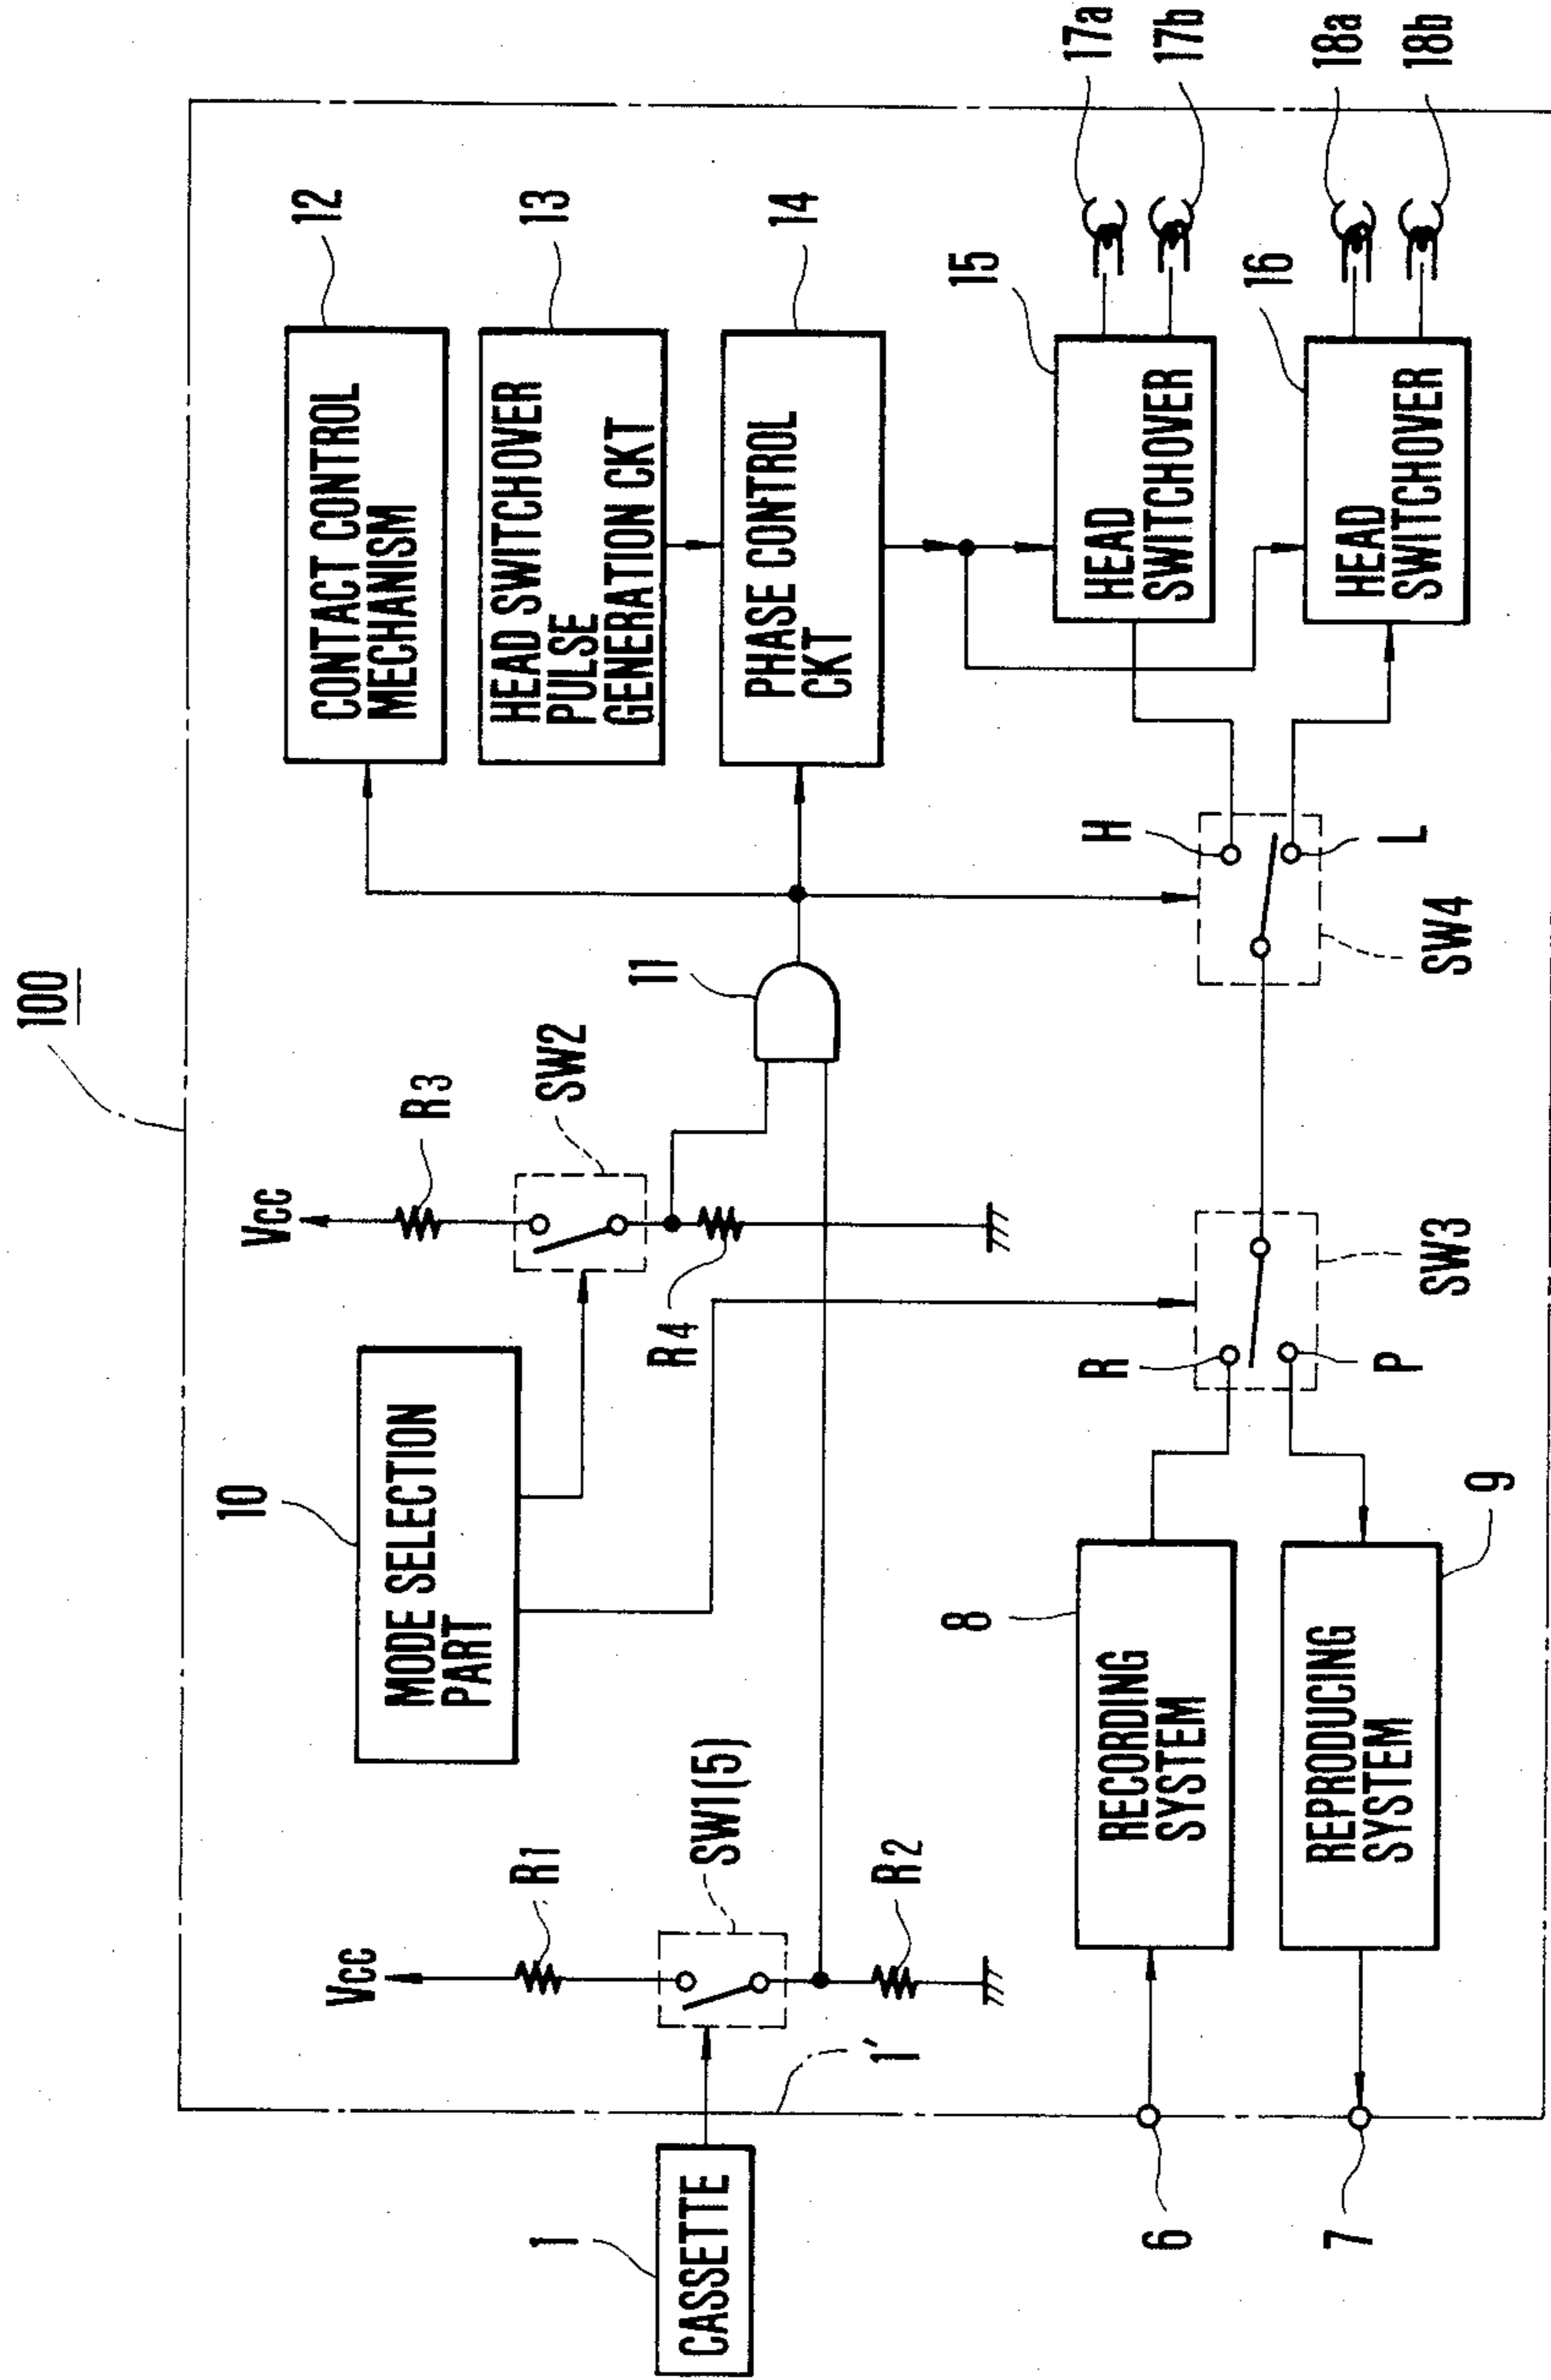 100
12
CONTACT CONTROL
MECHANISM
13
HEAD SWITCHOVER
PULSE
GENERATION CKT
14
PHASE CONTROL
CKT
15
HEAD
SWITCHOVER
16
HEAD
SWITCHOVER
17a
17b
18a
18b
11
H
L
SW4
Vcc
R3
SW2
R4
10
MODE SELECTION
PART
R
P
SW3
Vcc
R1
SW1(5)
R2
8
RECORDING
SYSTEM
9
REPRODUCING
SYSTEM
1
CASSETTE
1'
6
7